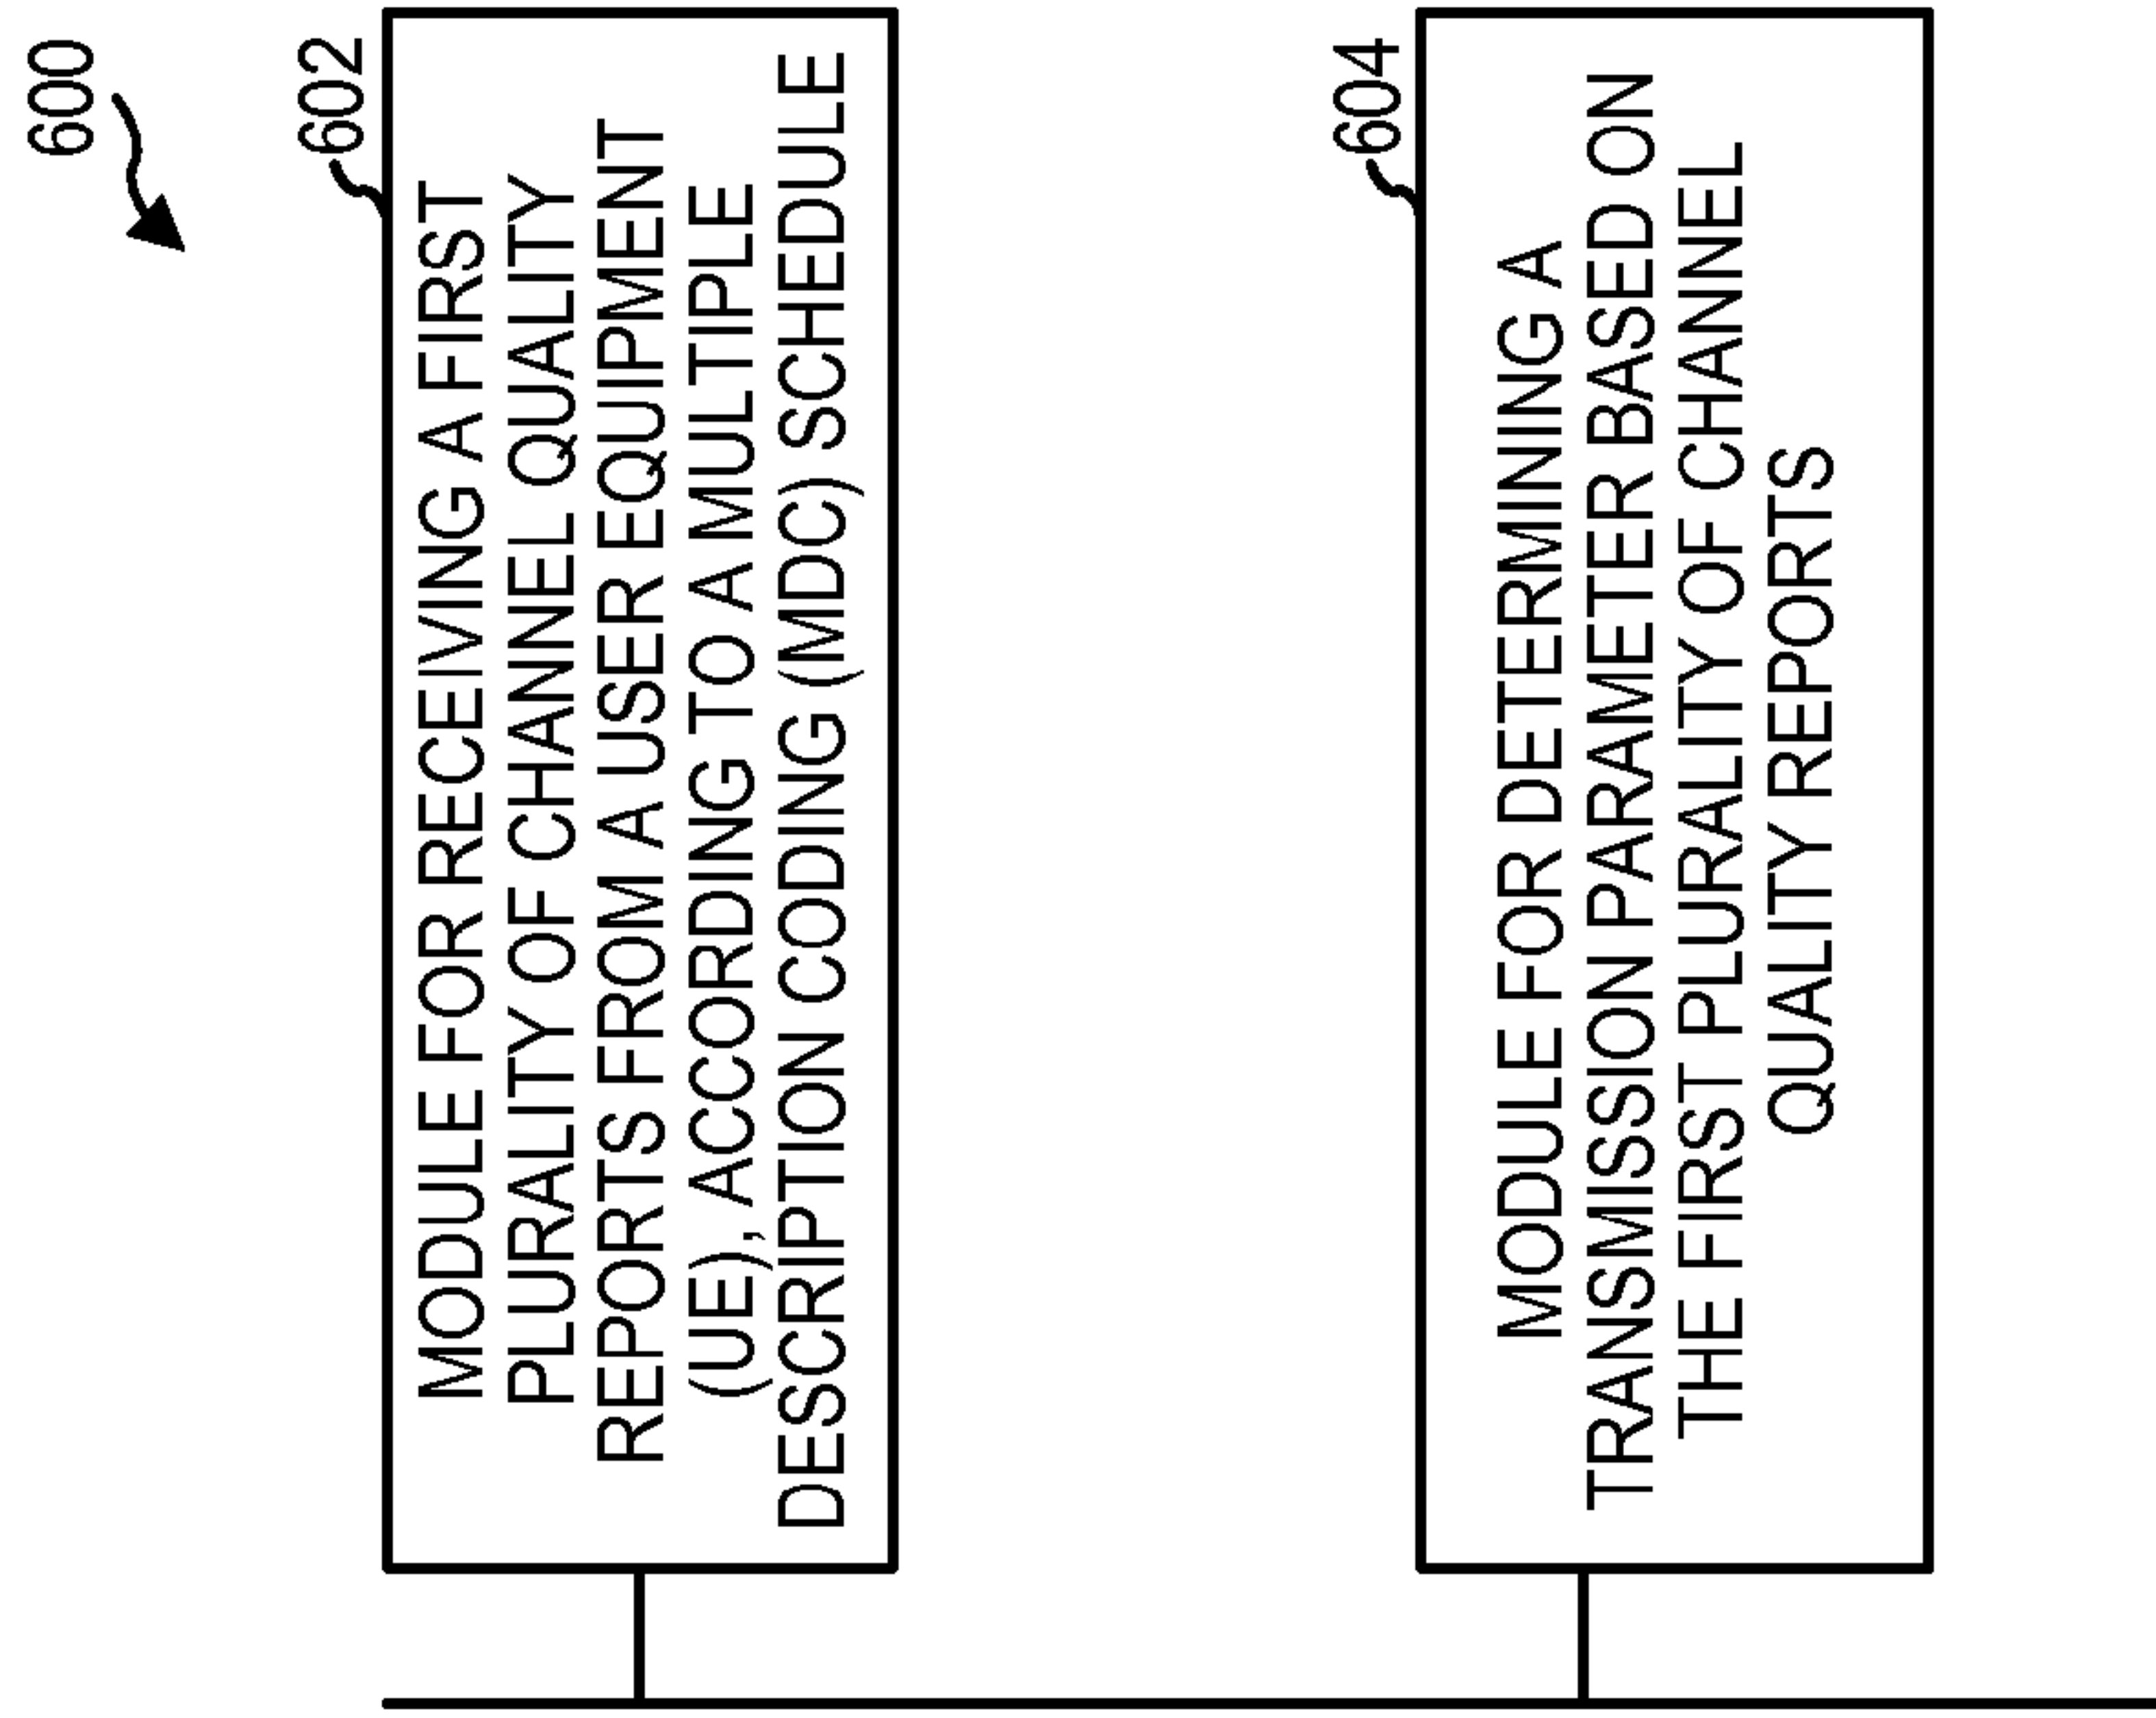 600
602
MODULE FOR RECEIVING A FIRST
PLURALITY OF CHANNEL QUALITY
REPORTS FROM A USER EQUIPMENT
(UE), ACCORDING TO A MULTIPLE
DESCRIPTION CODING (MDC) SCHEDULE
604
MODULE FOR DETERMINING A
TRANSMISSION PARAMETER BASED ON
THE FIRST PLURALITY OF CHANNEL
QUALITY REPORTS